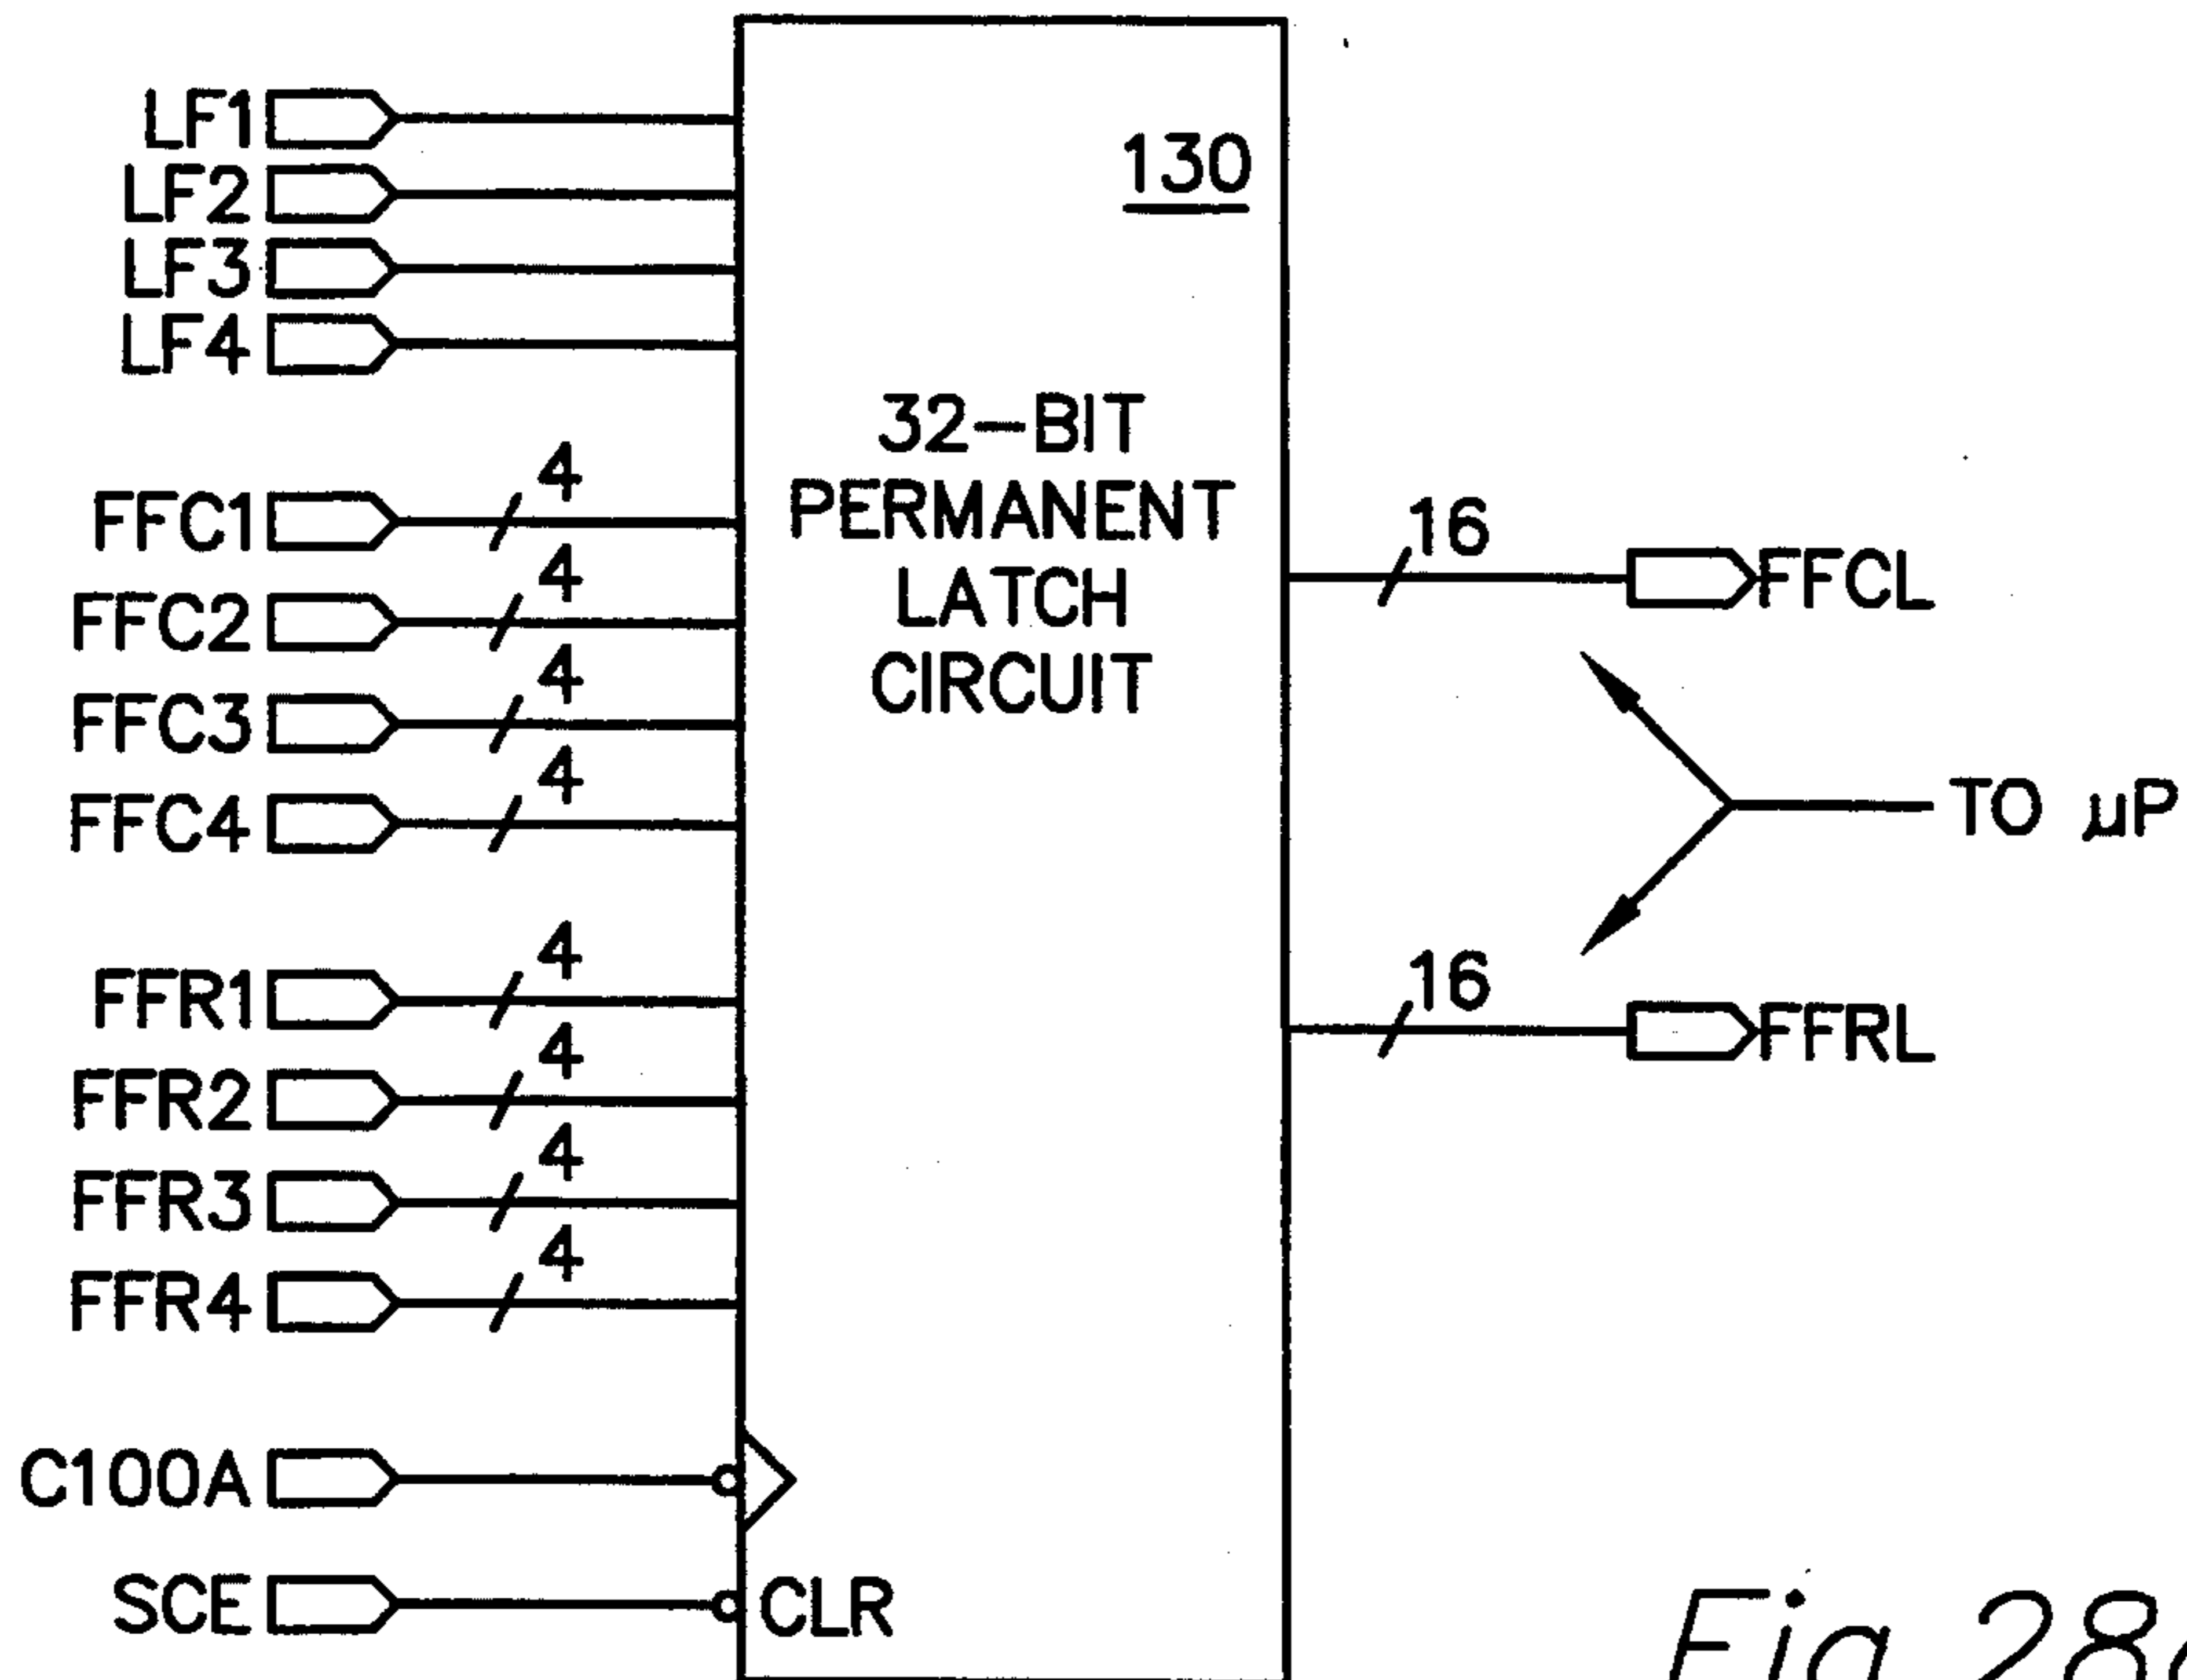 LF1
LF2
LF3
LF4
130
32-BIT
PERMANENT
LATCH
CIRCUIT
FFC1 4
FFC2 4
FFC3 4
FFC4 4
16 FFCL
TO µP
FFR1 4
FFR2 4
FFR3 4
FFR4 4
16 FFRL
C100A
SCE CLR
Fig